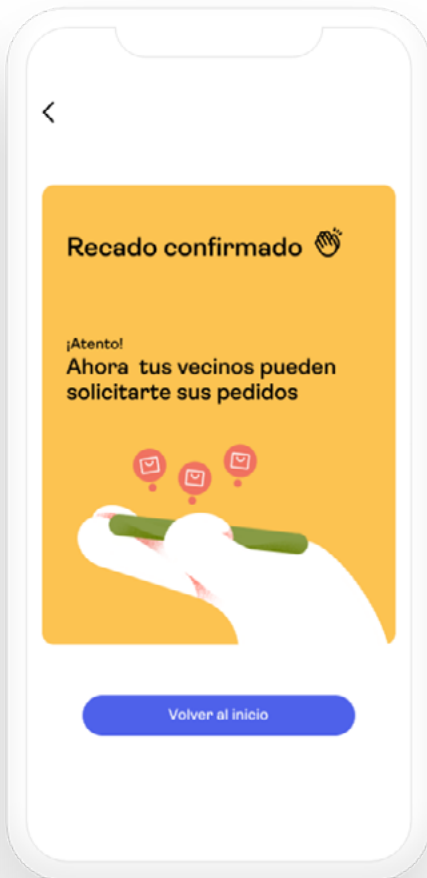 Recado confirmado
¡Atento!
Ahora tus vecinos pueden
solicitarte sus pedidos
Volver al inicio